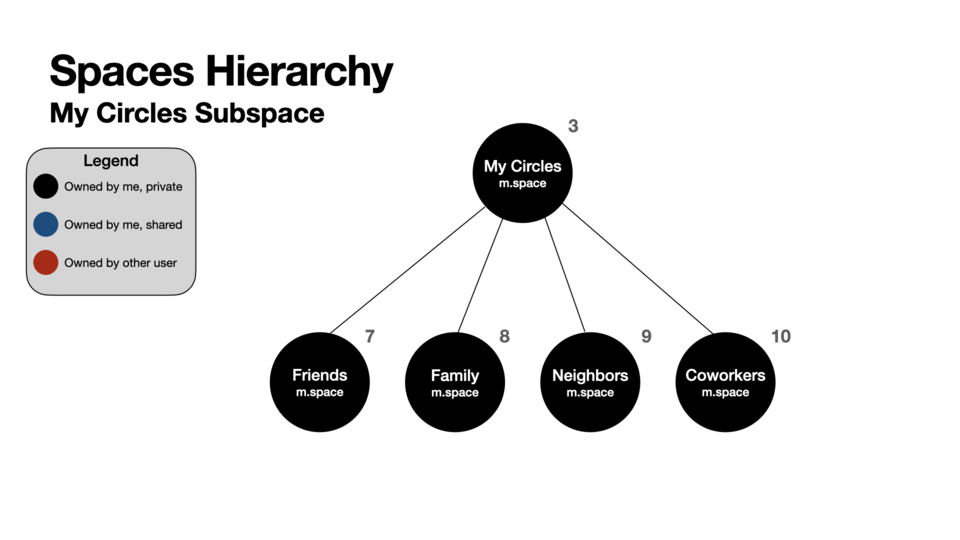 Spaces Hierarchy
My Circles Subspace
Legend
Owned by me, private
Owned by me, shared
Owned by other user
3
My Circles
m.space
7
Friends
m.space
8
Family
m.space
9
Neighbors
m.space
10
Coworkers
m.space